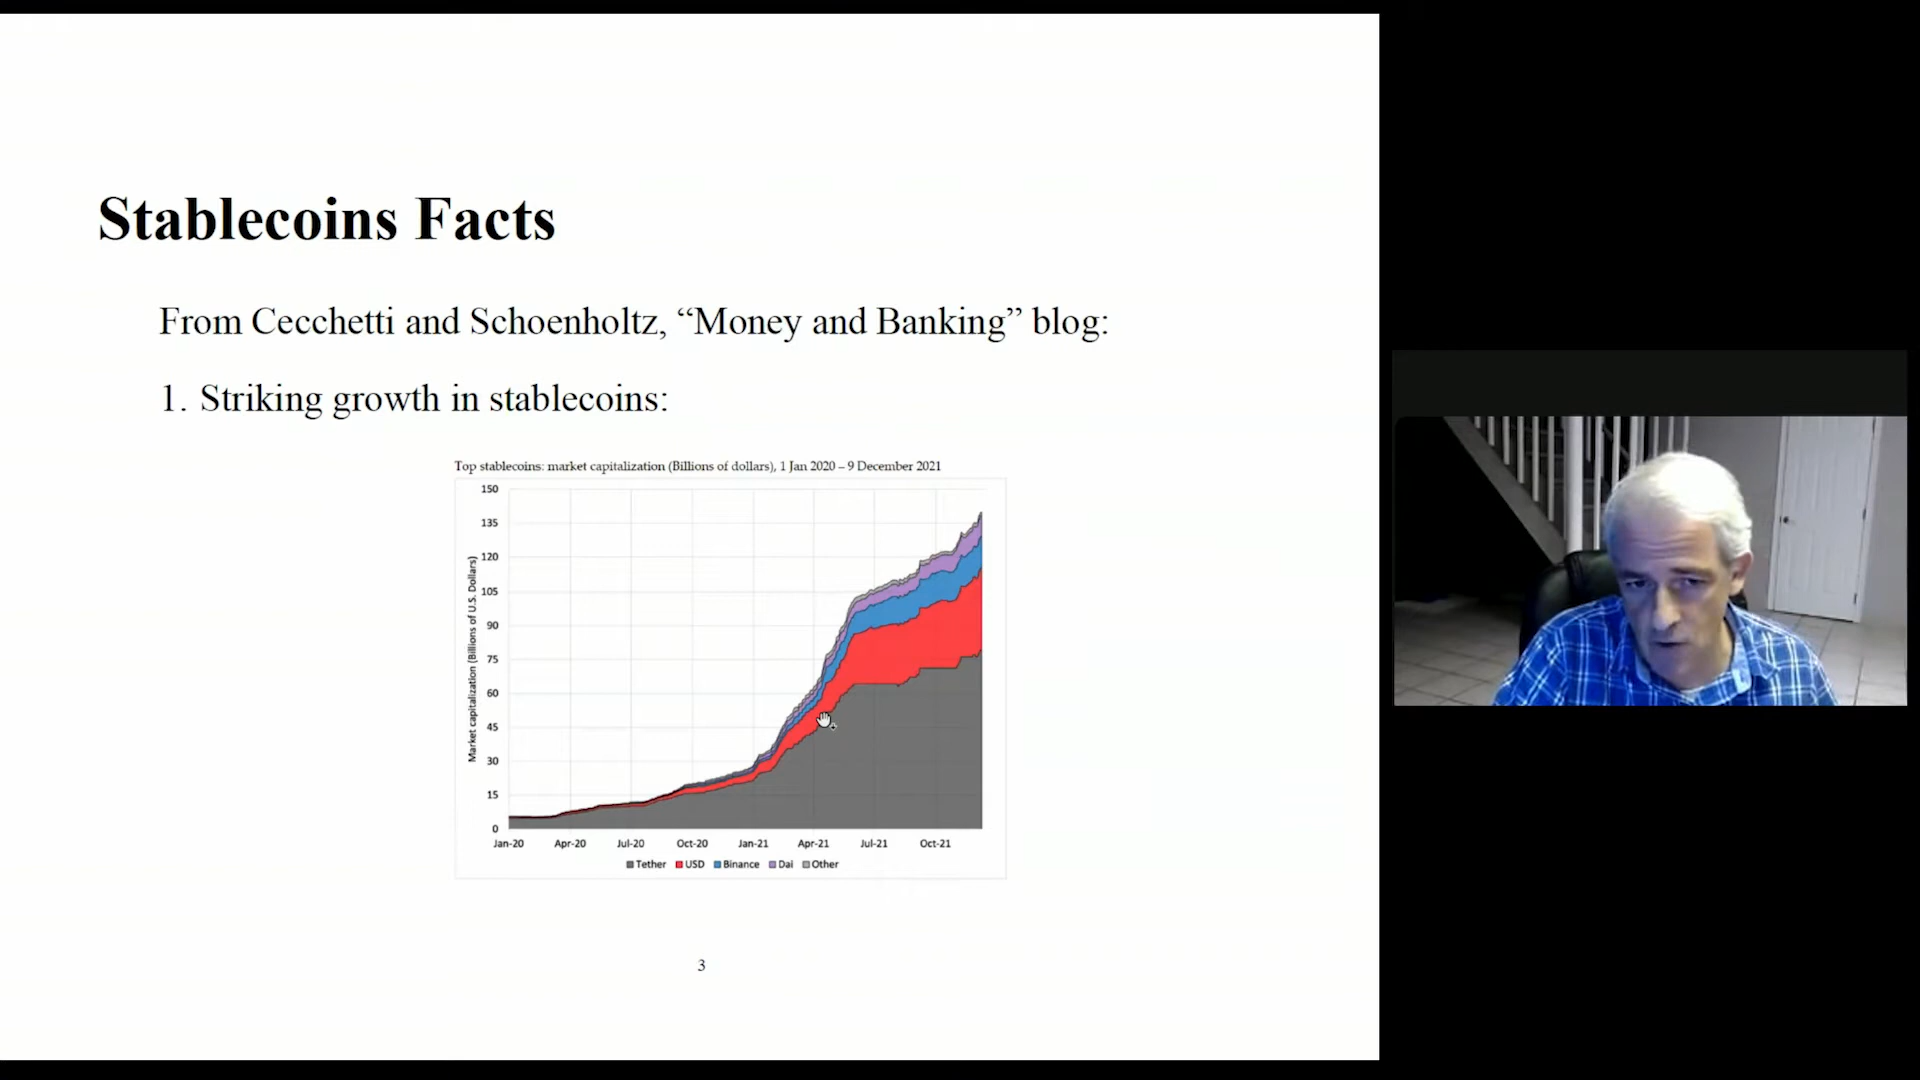 Stablecoins Facts
From Cecchetti and Schoenholtz, “Money and Banking” blog:
1. Striking growth in stablecoins:
Top stablecoins: market capitalization (Billions of dollars), 1 Jan 2020 – 9 December 2021
Market capitalization (Billions of U.S. Dollars)
150
135
120
105
90
75
60
45
30
15
0
Jan-20 Apr-20 Jul-20 Oct-20 Jan-21 Apr-21 Jul-21 Oct-21
Tether USD Binance Dai Other
3